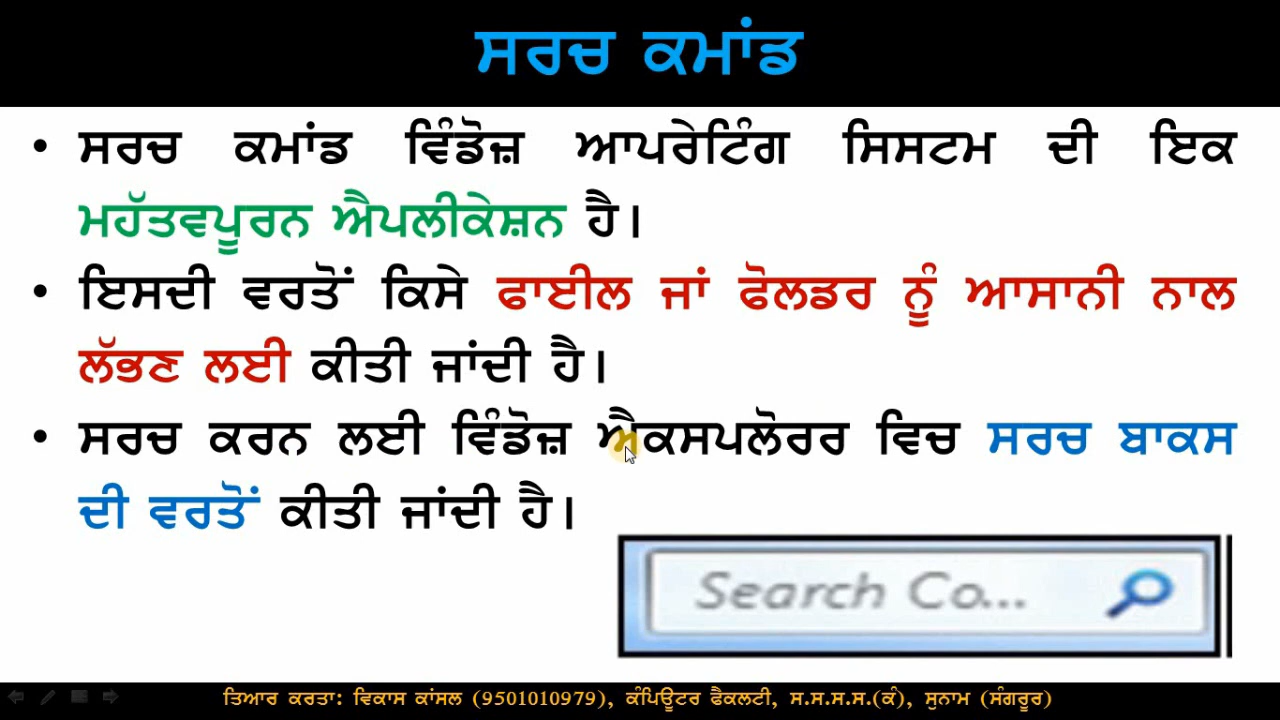 ਸਰਚ ਕਮਾਂਡ
• ਸਰਚ ਕਮਾਂਡ ਵਿੰਡੋਜ਼ ਆਪਰੇਟਿੰਗ ਸਿਸਟਮ ਦੀ ਇਕ
ਮਹੱਤਵਪੂਰਨ ਐਪਲੀਕੇਸ਼ਨ ਹੈ।
• ਇਸਦੀ ਵਰਤੋਂ ਕਿਸੇ ਫਾਈਲ ਜਾਂ ਫੋਲਡਰ ਨੂੰ ਆਸਾਨੀ ਨਾਲ
ਲੱਭਣ ਲਈ ਕੀਤੀ ਜਾਂਦੀ ਹੈ।
• ਸਰਚ ਕਰਨ ਲਈ ਵਿੰਡੋਜ਼ ਐਕਸਪਲੋਰਰ ਵਿਚ ਸਰਚ ਬਾਕਸ
ਦੀ ਵਰਤੋਂ ਕੀਤੀ ਜਾਂਦੀ ਹੈ।
Search Co...
ਤਿਆਰ ਕਰਤਾ: ਵਿਕਾਸ ਕਾਂਸਲ (9501010979), ਕੰਪਿਊਟਰ ਫੈਕਲਟੀ, ਸ.ਸ.ਸ.ਸ.(ਕੰ), ਸੁਨਾਮ (ਸੰਗਰੂਰ)